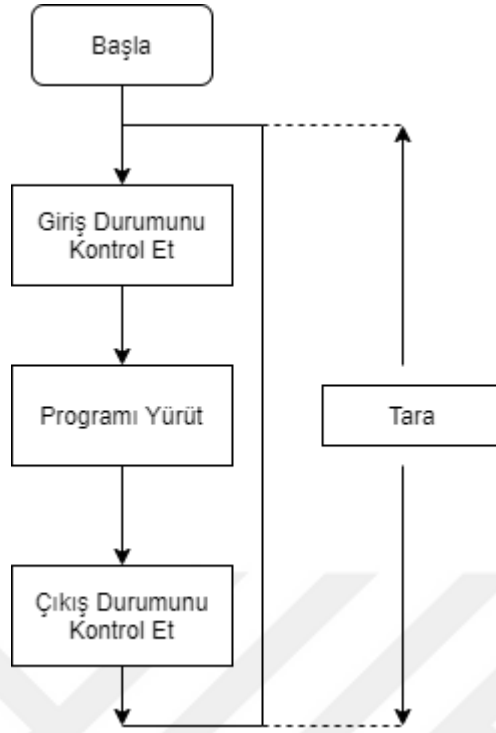 Başla
Giriş Durumunu
Kontrol Et
Programı Yürüt
Tara
Çıkış Durumunu
Kontrol Et